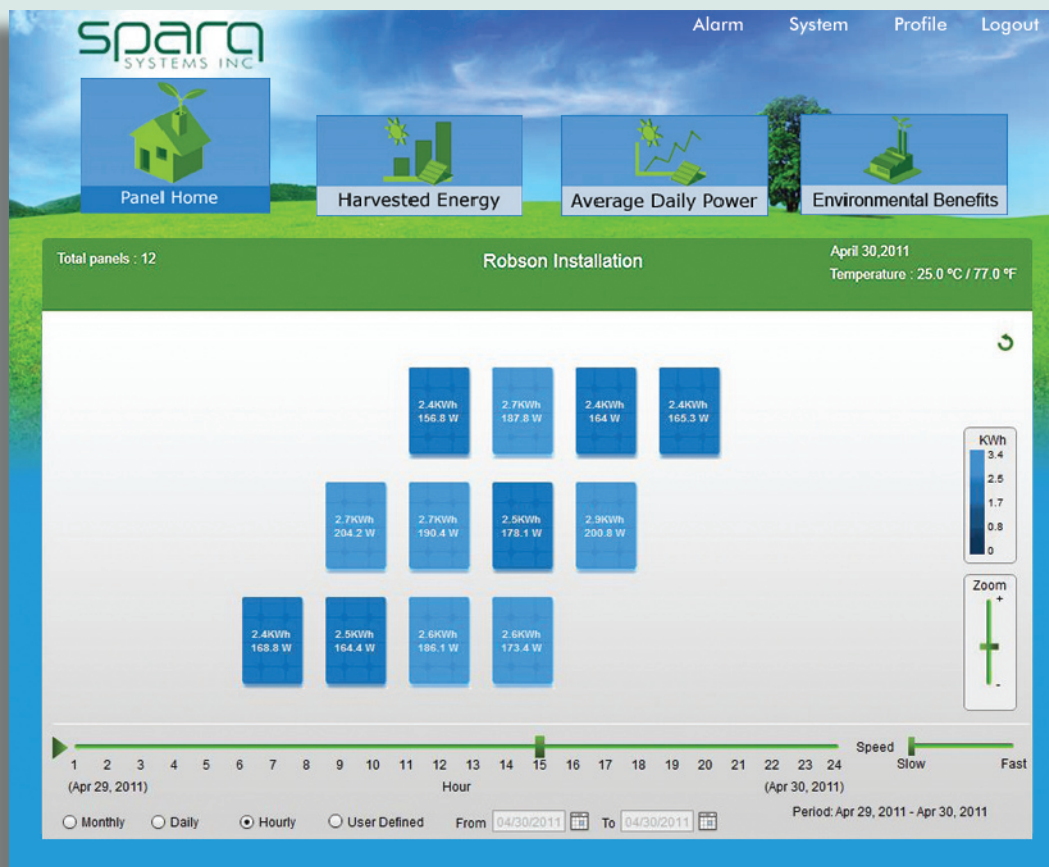 sparq
SYSTEMS INC
Alarm System Profile Logout
Panel Home
Harvested Energy
Average Daily Power
Environmental Benefits
Total panels : 12
Robson Installation
April 30,2011
Temperature : 25.0 ºC / 77.0 ºF
2.4KWh 2.7KWh 2.4KWh 2.4KWh
156.8 W 187.8 W 164 W 165.3 W
2.7KWh 2.7KWh 2.5KWh 2.9KWh
204.2 W 190.4 W 178.1 W 200.8 W
2.4KWh 2.5KWh 2.6KWh 2.6KWh
168.8 W 164.4 W 186.1 W 173.4 W
KWh
3.4
2.5
1.7
0.8
0
Zoom
+
-
Speed
1 2 3 4 5 6 7 8 9 10 11 12 13 14 15 16 17 18 19 20 21 22 23 24
Slow Fast
(Apr 29, 2011) Hour (Apr 30, 2011)
Monthly Daily Hourly User Defined From 04/30/2011 To 04/30/2011
Period: Apr 29, 2011 - Apr 30, 2011